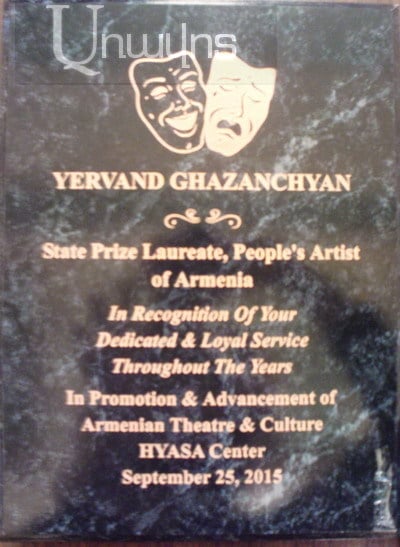 Առավոտ
YERVAND GHAZANCHYAN
State Prize Laureate, People's Artist
of Armenia
In Recognition Of Your
Dedicated & Loyal Service
Throughout The Years
In Promotion & Advancement of
Armenian Theatre & Culture
HYASA Center
September 25, 2015